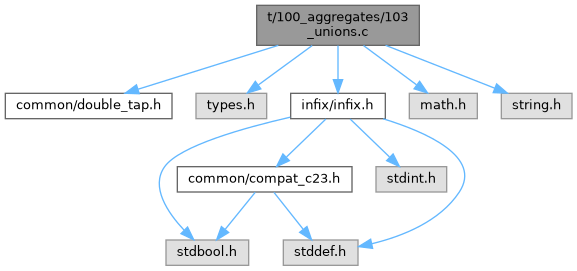 t/100_aggregates/103
_unions.c
common/double_tap.h
types.h
infix/infix.h
math.h
string.h
common/compat_c23.h
stdint.h
stdbool.h
stddef.h